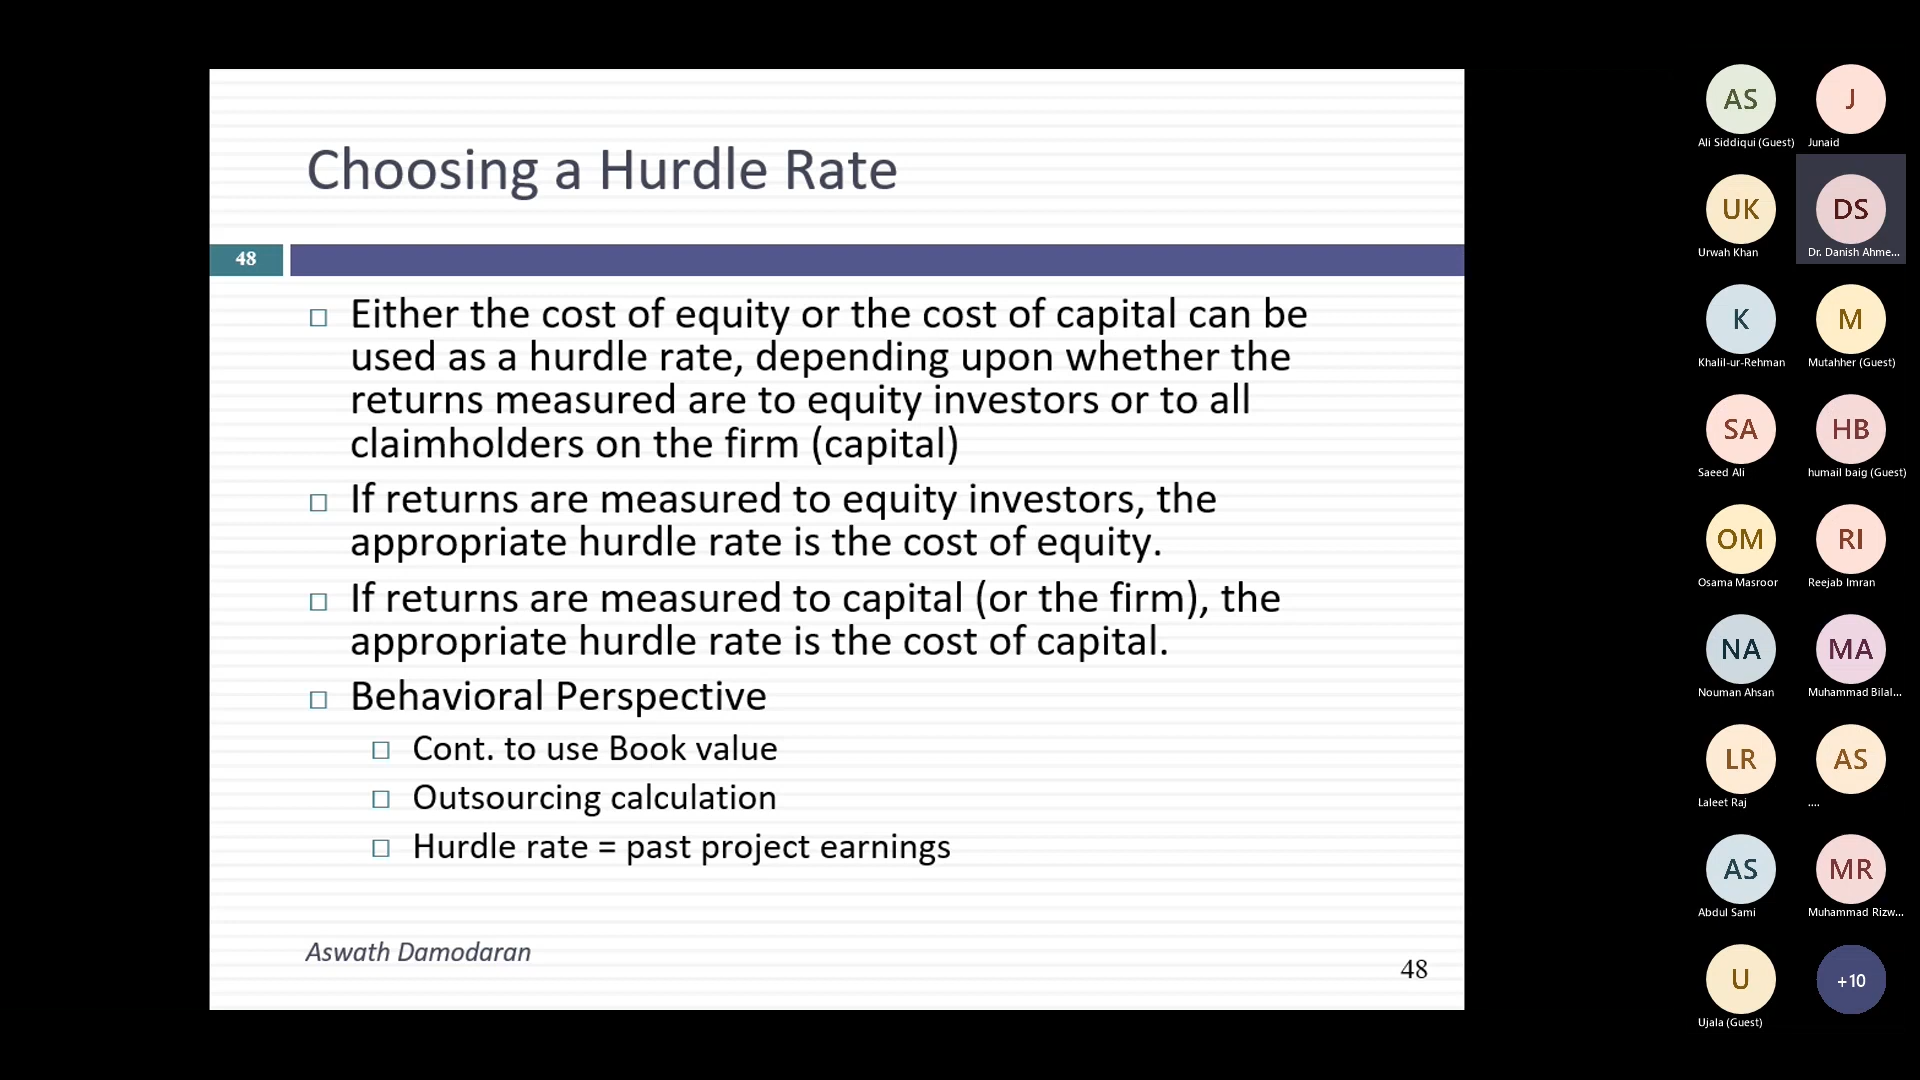 Choosing a Hurdle Rate
48
Either the cost of equity or the cost of capital can be
used as a hurdle rate, depending upon whether the
returns measured are to equity investors or to all
claimholders on the firm (capital)
If returns are measured to equity investors, the
appropriate hurdle rate is the cost of equity.
If returns are measured to capital (or the firm), the
appropriate hurdle rate is the cost of capital.
Behavioral Perspective
Cont. to use Book value
Outsourcing calculation
Hurdle rate = past project earnings
Aswath Damodaran
48
AS
Ali Siddiqui (Guest)
J
Junaid
UK
Urwah Khan
DS
Dr. Danish Ahme...
K
Khalil-ur-Rehman
M
Mutahher (Guest)
SA
Saeed Ali
HB
humail baig (Guest)
OM
Osama Masroor
RI
Reejab Imran
NA
Nouman Ahsan
MA
Muhammad Bilal...
LR
Laleet Raj
AS
....
AS
Abdul Sami
MR
Muhammad Rizw...
U
Ujala (Guest)
+10